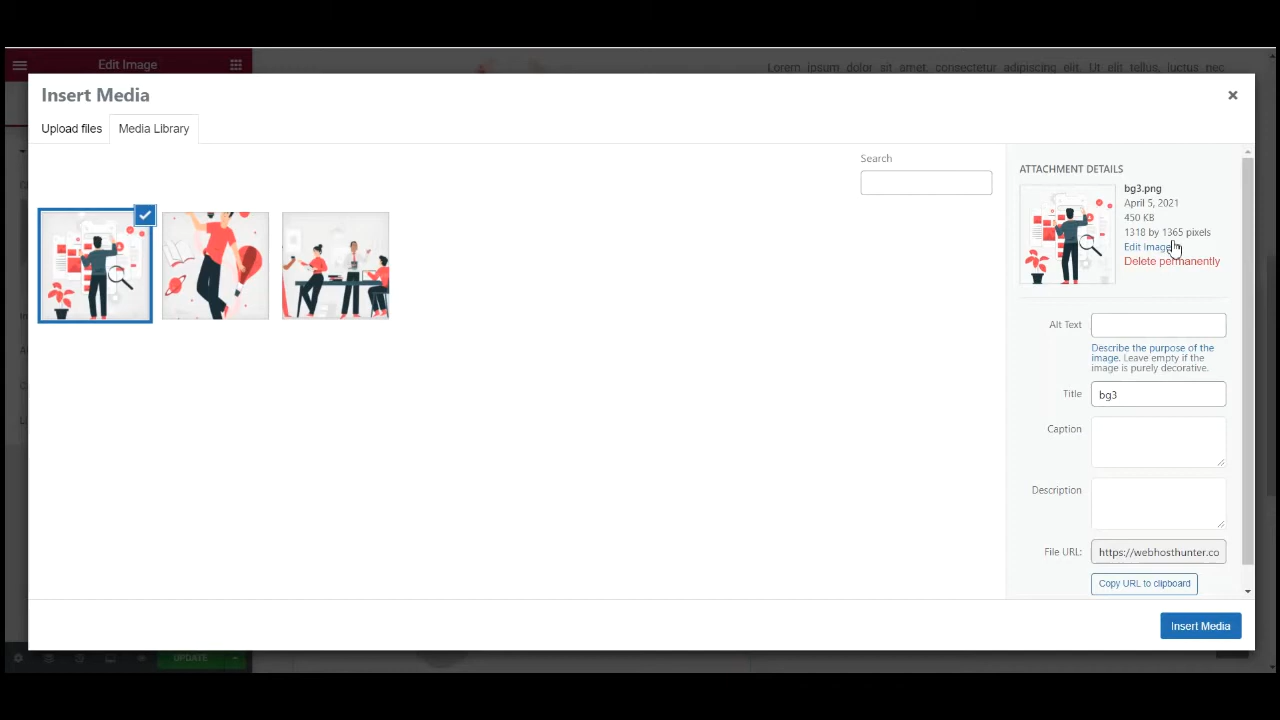 Edit Image
Lorem ipsum dolor sit amet, consectetur adipiscing elit. Ut elit tellus, luctus nec
Insert Media
Upload files
Media Library
Search
ATTACHMENT DETAILS
bg3.png
April 5, 2021
450 KB
1318 by 1365 pixels
Edit Image
Delete permanently
Alt Text
Describe the purpose of the
image. Leave empty if the
image is purely decorative.
Title
bg3
Caption
Description
File URL:
https://webhosthunter.co
Copy URL to clipboard
Insert Media
UPDATE